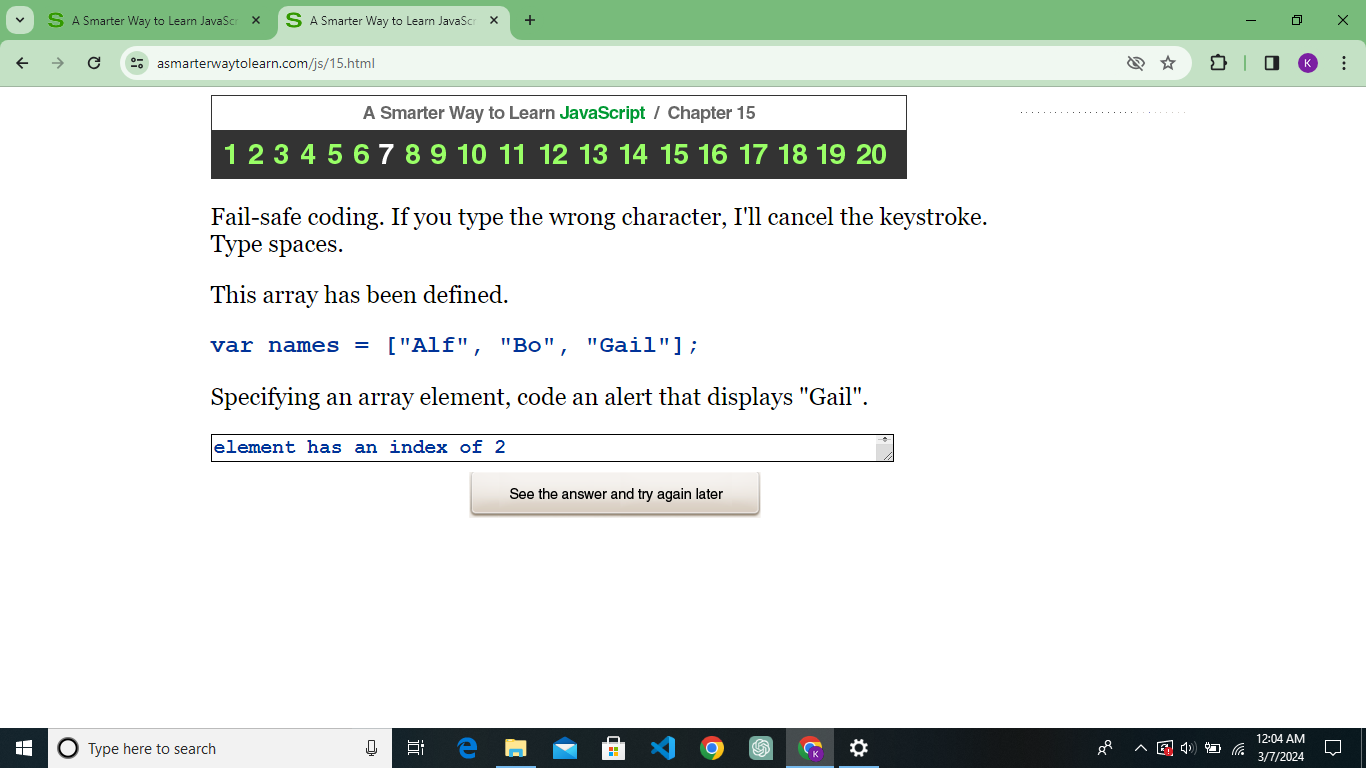 A Smarter Way to Learn JavaSc
A Smarter Way to Learn JavaSc
asmarterwaytolearn.com/js/15.html
K
A Smarter Way to Learn JavaScript / Chapter 15
1 2 3 4 5 6 7 8 9 10 11 12 13 14 15 16 17 18 19 20
Fail-safe coding. If you type the wrong character, I'll cancel the keystroke.
Type spaces.
This array has been defined.
var names = ["Alf", "Bo", "Gail"];
Specifying an array element, code an alert that displays "Gail".
element has an index of 2
See the answer and try again later
Type here to search
K
12:04 AM
3/7/2024